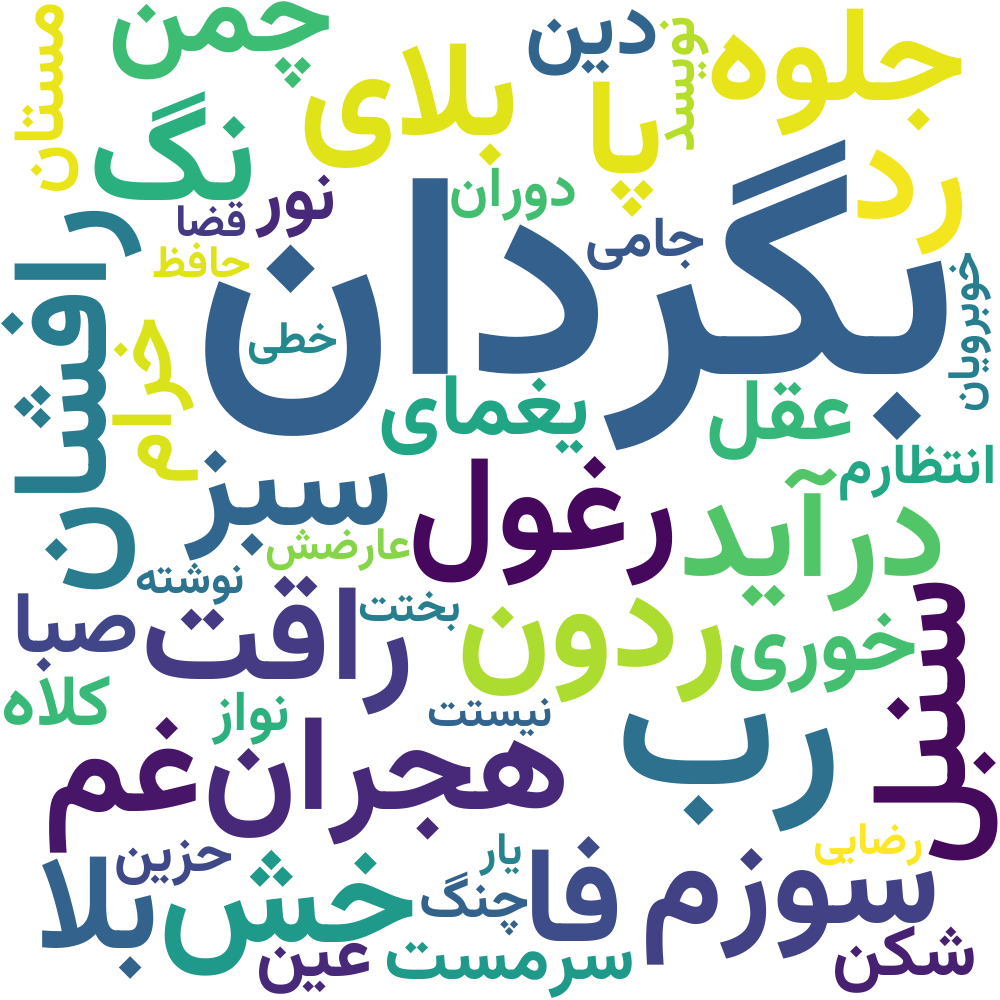 مستان
چمن
بلای
دین
نویسد
جلوه
نگ
پا
رد
دوران
نور
قضا
جامی
حافظ
بگردان
خوبرویان
خطی
رافشان
حرام
یغمای
عقل
انتظارم
سبز
رغول
درآید
عارضش
نوشته
بختت
صبا
راقت
ردون
خوری
سنبل
کلاه
نواز
نیستت
رب
غم
هجران
رضایی
حزین
یار
بلا
خش
چنگ
فا
سوزم
عین
سرمست
شکن